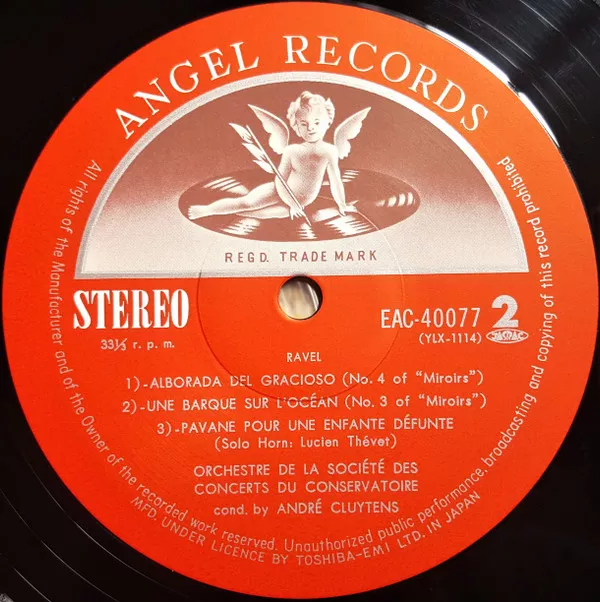 ANGEL RECORDS
REGD. TRADE MARK
STEREO
33⅓ r. p. m.
EAC-40077 2
(YLX-1114) JASRAC
RAVEL
1)-ALBORADA DEL GRACIOSO (No. 4 of “Miroirs”)
2)-UNE BARQUE SUR L'OCÉAN (No. 3 of “Miroirs”)
3)-PAVANE POUR UNE ENFANTE DÉFUNTE
(Solo Horn: Lucien Thévet)
ORCHESTRE DE LA SOCIÉTÉ DES
CONCERTS DU CONSERVATOIRE
cond. by ANDRÉ CLUYTENS
All rights of the Manufacturer and of the Owner of the recorded work reserved. Unauthorized public performance, broadcasting and copying of this record prohibited
MFD. UNDER LICENCE BY TOSHIBA-EMI LTD. IN JAPAN